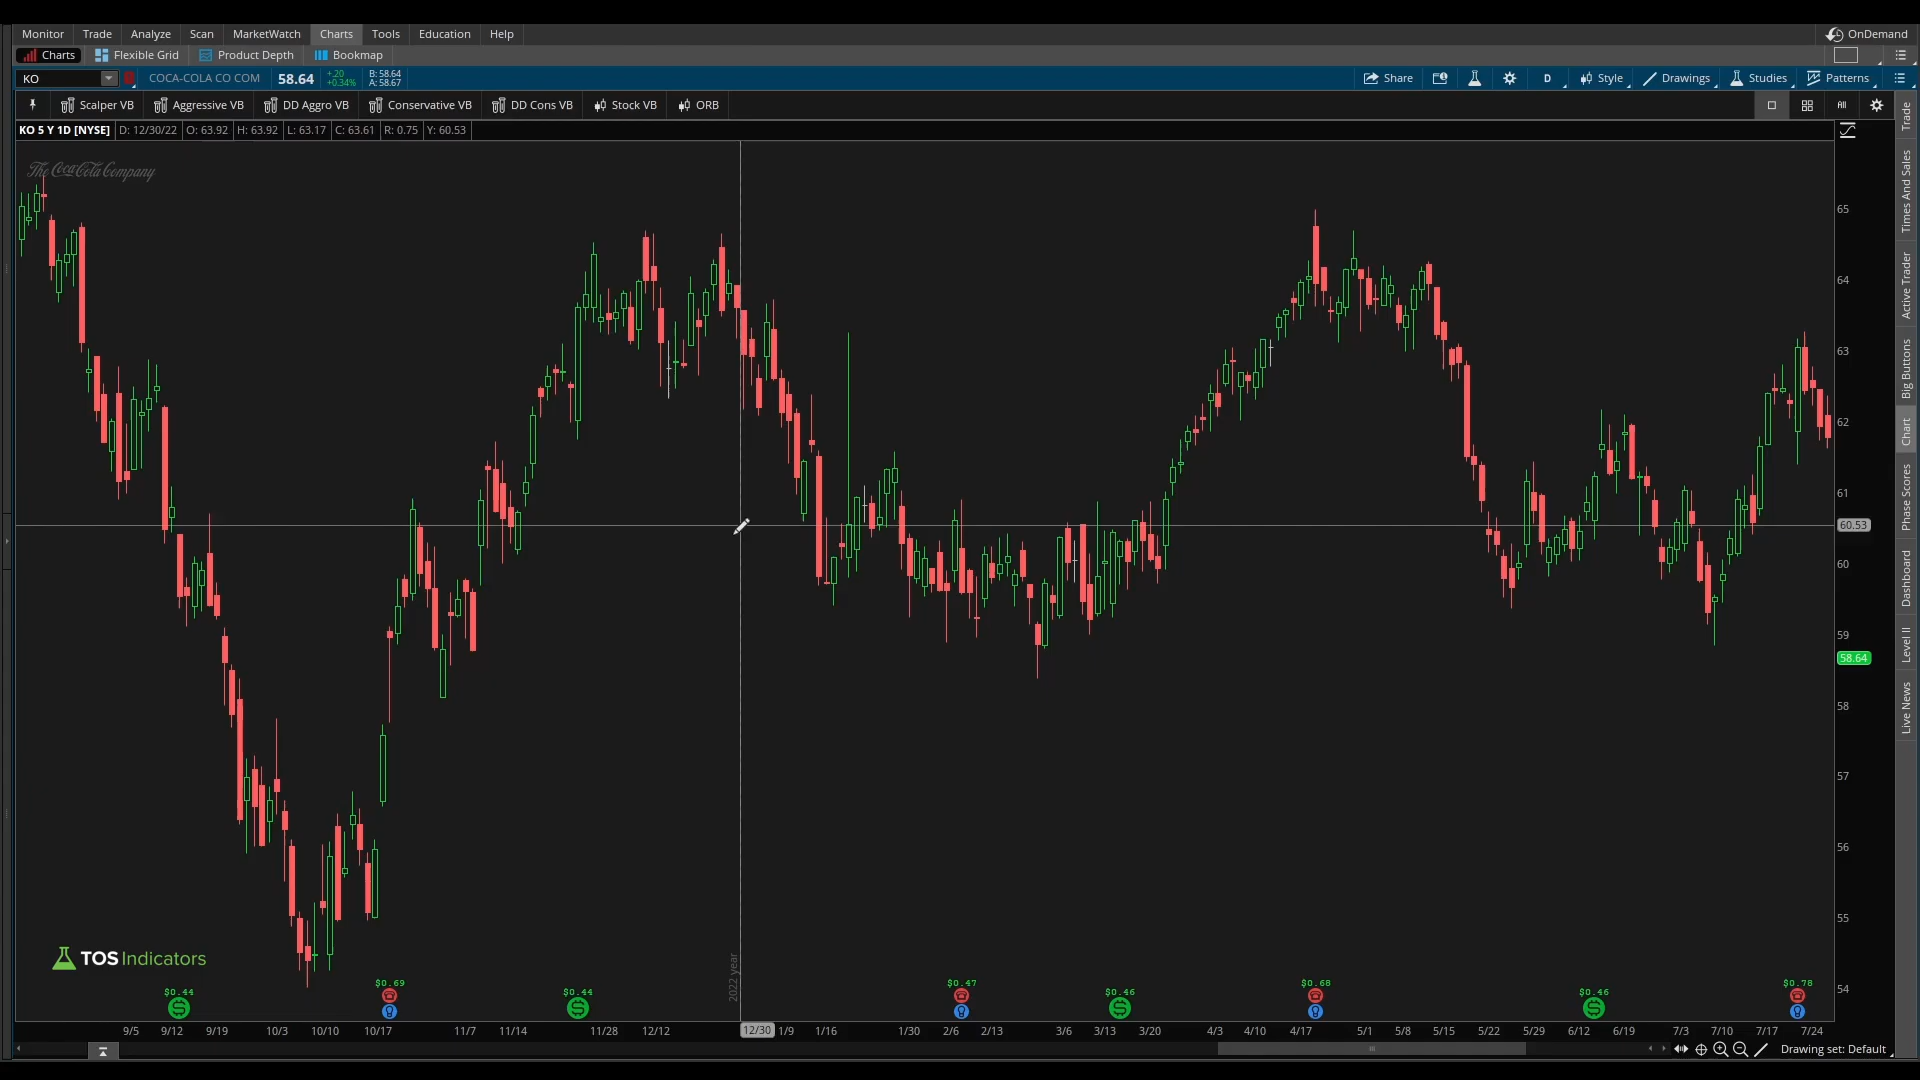 Monitor Trade Analyze Scan MarketWatch Charts Tools Education Help OnDemand
Charts Flexible Grid Product Depth Bookmap
KO COCA-COLA CO COM 58.64 +.20 +0.34% B: 58.64 A: 58.67 Share D Style Drawings Studies Patterns
Scalper VB Aggressive VB DD Aggro VB Conservative VB DD Cons VB Stock VB ORB All
KO 5 Y 1D [NYSE] D: 12/30/22 O: 63.92 H: 63.92 L: 63.17 C: 63.61 R: 0.75 Y: 60.53
The Coca-Cola Company
65
64
63
62
61
60.53
60
59
58.64
58
57
56
55
54
Trade
Times And Sales
Active Trader
Big Buttons
Chart
Phase Scores
Dashboard
Level II
Live News
TOS Indicators
2022 year
$0.44 $0.69 $0.44 $0.47 $0.46 $0.68 $0.46 $0.78
9/5 9/12 9/19 10/3 10/10 10/17 11/7 11/14 11/28 12/12 12/30 1/9 1/16 1/30 2/6 2/13 3/6 3/13 3/20 4/3 4/10 4/17 5/1 5/8 5/15 5/22 5/29 6/12 6/19 7/3 7/10 7/17 7/24
Drawing set: Default